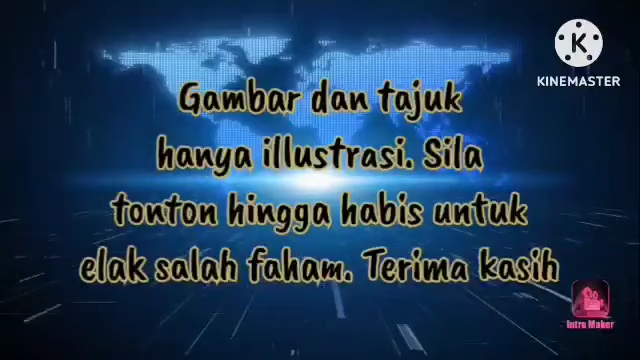 KINEMASTER
Gambar dan tajuk
hanya illustrasi. Sila
tonton hingga habis untuk
elak salah faham. Terima kasih
Intro Maker